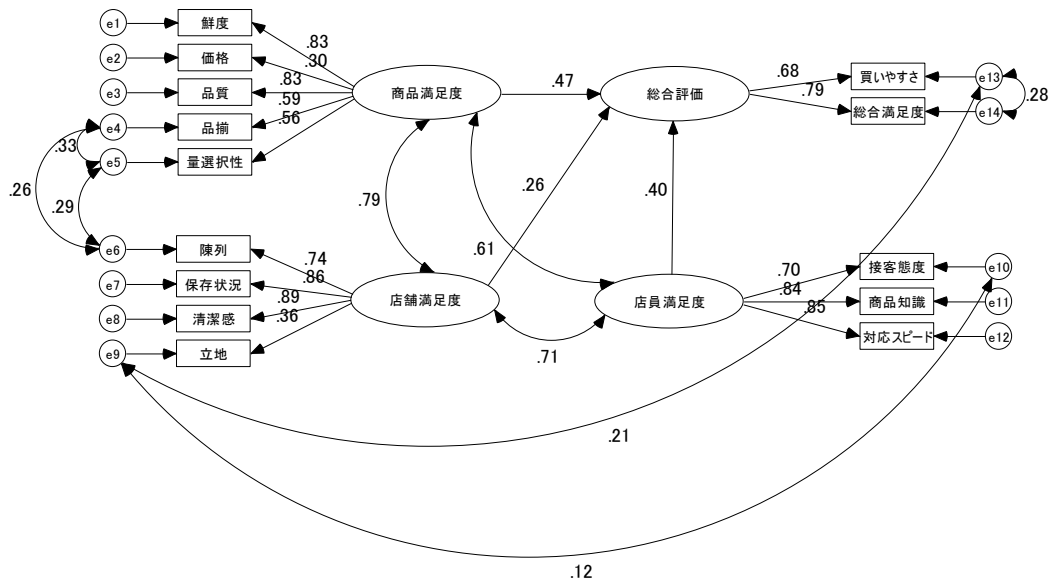 e1
鮮度
e2
価格
e3
品質
e4
品揃
e5
量選択性
.83
.30
.83
.59
.56
商品満足度
.47
総合評価
.68
.79
買いやすさ
e13
総合満足度
e14
.28
.33
.26
.29
.79
.26
.40
.61
e6
陳列
e7
保存状況
e8
清潔感
e9
立地
.74
.86
.89
.36
店舗満足度
.71
店員満足度
.70
.84
.85
接客態度
e10
商品知識
e11
対応スピード
e12
.21
.12